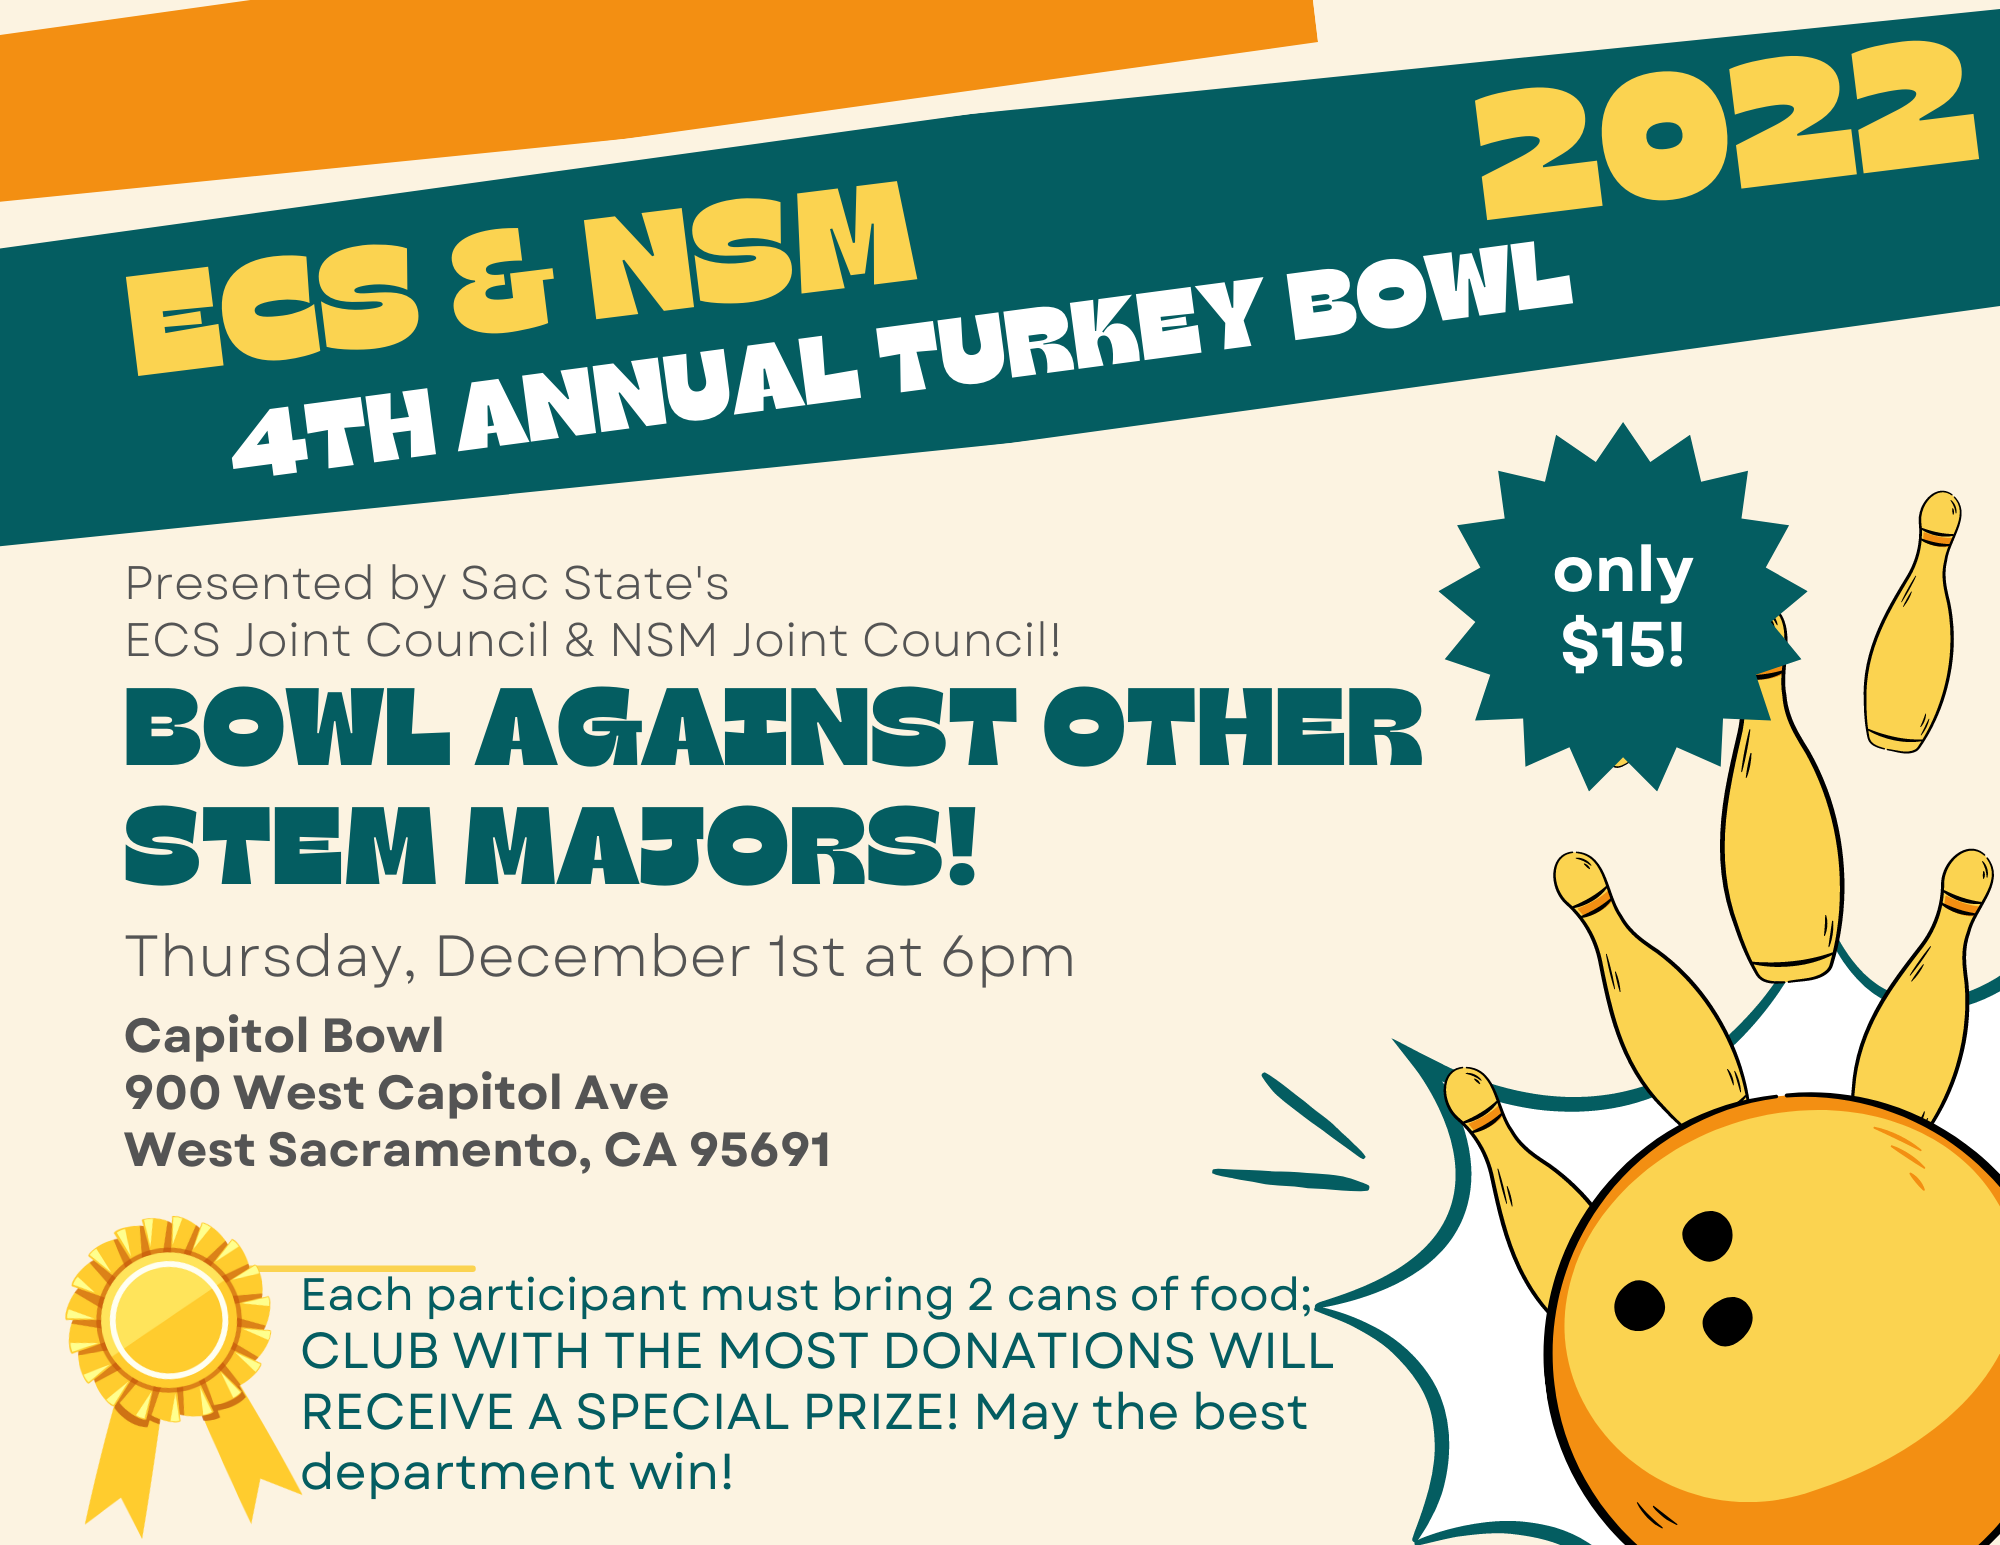 2022
ECS & NSM
4TH ANNUAL TURKEY BOWL
only
$15!
Presented by Sac State's
ECS Joint Council & NSM Joint Council!
BOWL AGAINST OTHER
STEM MAJORS!
Thursday, December 1st at 6pm
Capitol Bowl
900 West Capitol Ave
West Sacramento, CA 95691
Each participant must bring 2 cans of food;
CLUB WITH THE MOST DONATIONS WILL
RECEIVE A SPECIAL PRIZE! May the best
department win!